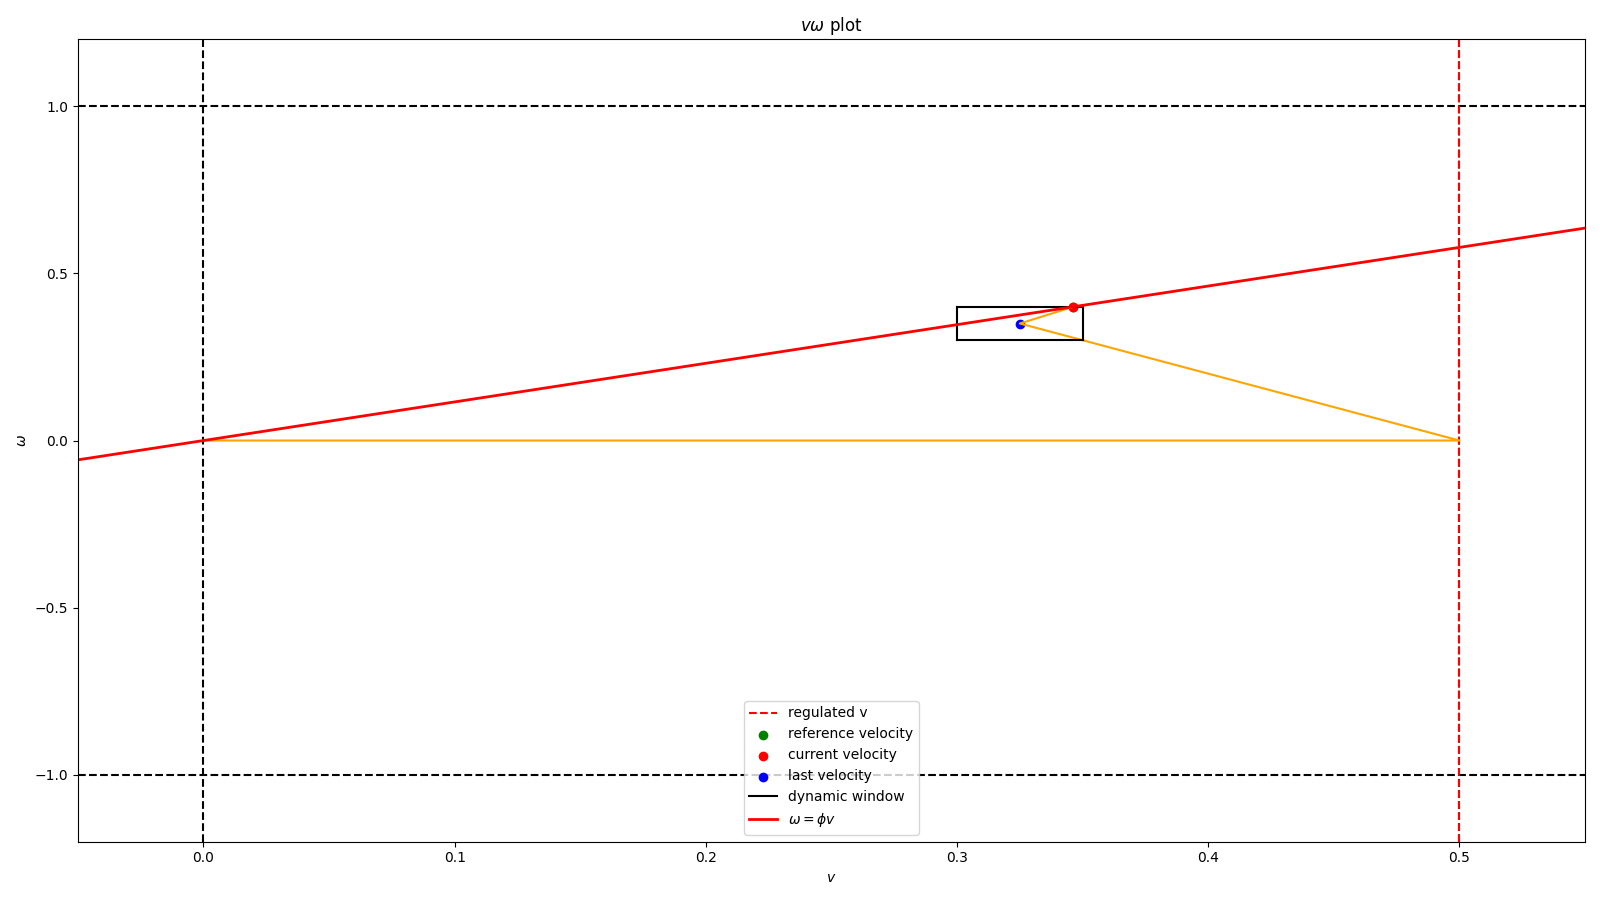 vω plot
1.0
0.5
0.0
−0.5
−1.0
ω
0.0
0.1
0.2
0.3
0.4
0.5
v
regulated v
reference velocity
current velocity
last velocity
dynamic window
ω = ϕv